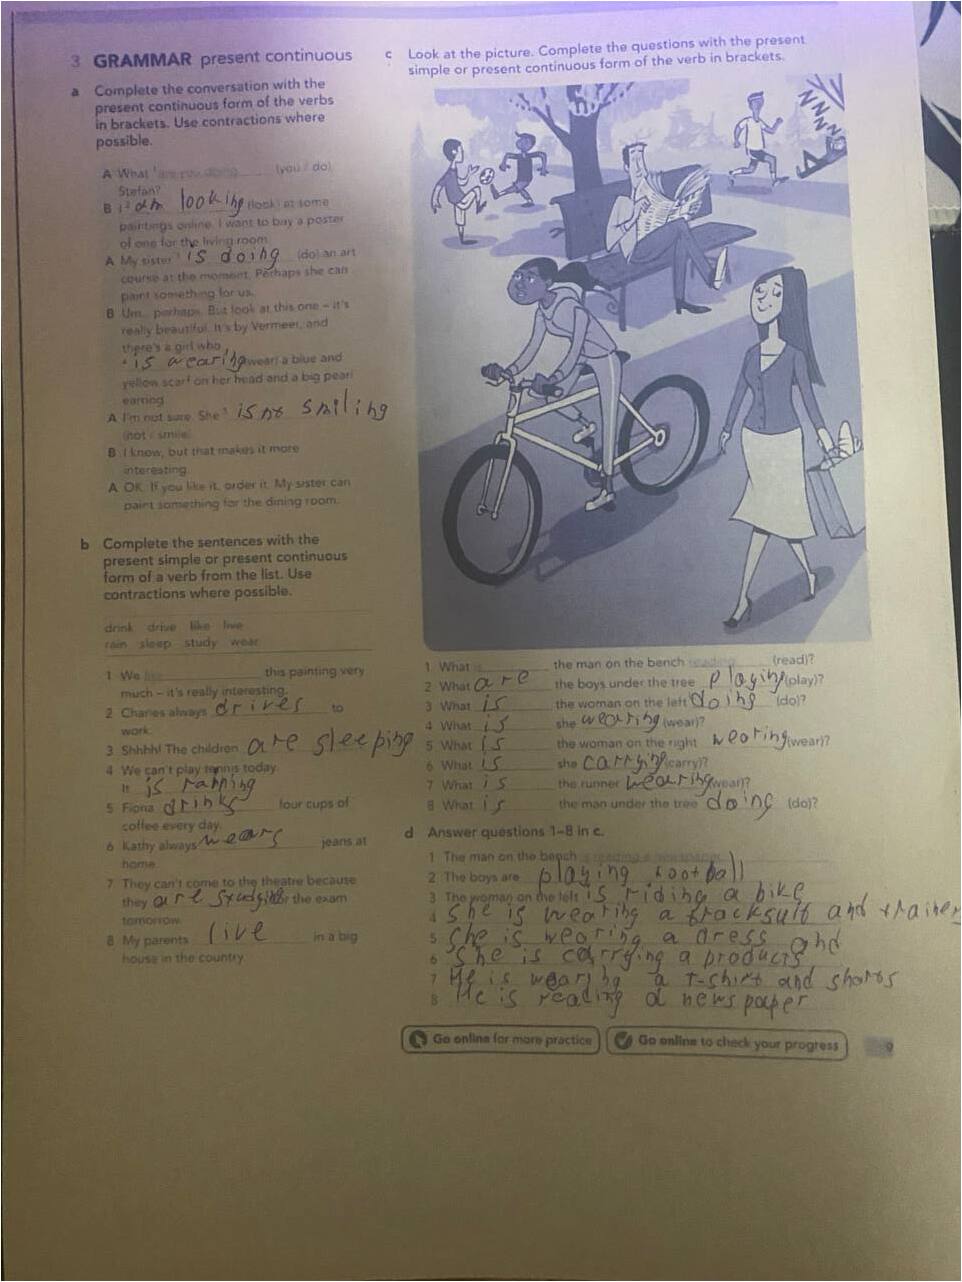 3 GRAMMAR present continuous
a Complete the conversation with the
present continuous form of the verbs
in brackets. Use contractions where
possible.
A What ¹ are you doing (you / do)
Stefan?
B I ² am looking (look) at some
paintings online. I want to buy a poster
of one for the living room.
A My sister ³ is doing (do) an art
course at the moment. Perhaps she can
paint something for us.
B Um... perhaps. But look at this one – it's
really beautiful. It's by Vermeer, and
there's a girl who
⁴ is wearing (wear) a blue and
yellow scarf on her head and a big pearl
earring.
A I'm not sure. She ⁵ is no smiling
(not / smile)
B I know, but that makes it more
interesting.
A OK. If you like it, order it. My sister can
paint something for the dining room.
b Complete the sentences with the
present simple or present continuous
form of a verb from the list. Use
contractions where possible.
drink drive like live
rain sleep study wear
1 We like this painting very
much – it's really interesting.
2 Charles always drives to
work.
3 Shhhh! The children are sleeping
4 We can't play tennis today.
It is raining
5 Fiona drinks four cups of
coffee every day.
6 Kathy always wears jeans at
home.
7 They can't come to the theatre because
they are studying for the exam
tomorrow.
8 My parents live in a big
house in the country.
c Look at the picture. Complete the questions with the present
simple or present continuous form of the verb in brackets.
1 What is the man on the bench reading (read)?
2 What are the boys under the tree playing (play)?
3 What is the woman on the left doing (do)?
4 What is she wearing (wear)?
5 What is the woman on the right wearing (wear)?
6 What is she carrying (carry)?
7 What is the runner wearing (wear)?
8 What is the man under the tree doing (do)?
d Answer questions 1–8 in c.
1 The man on the bench is reading a newspaper.
2 The boys are playing football
3 The woman on the left is riding a bike
4 She is wearing a tracksuit and trainers
5 She is wearing a dress and
6 She is carrying a products
7 He is wearing a T-shirt and shorts
8 He is reading a newspaper
Go online for more practice
Go online to check your progress
9